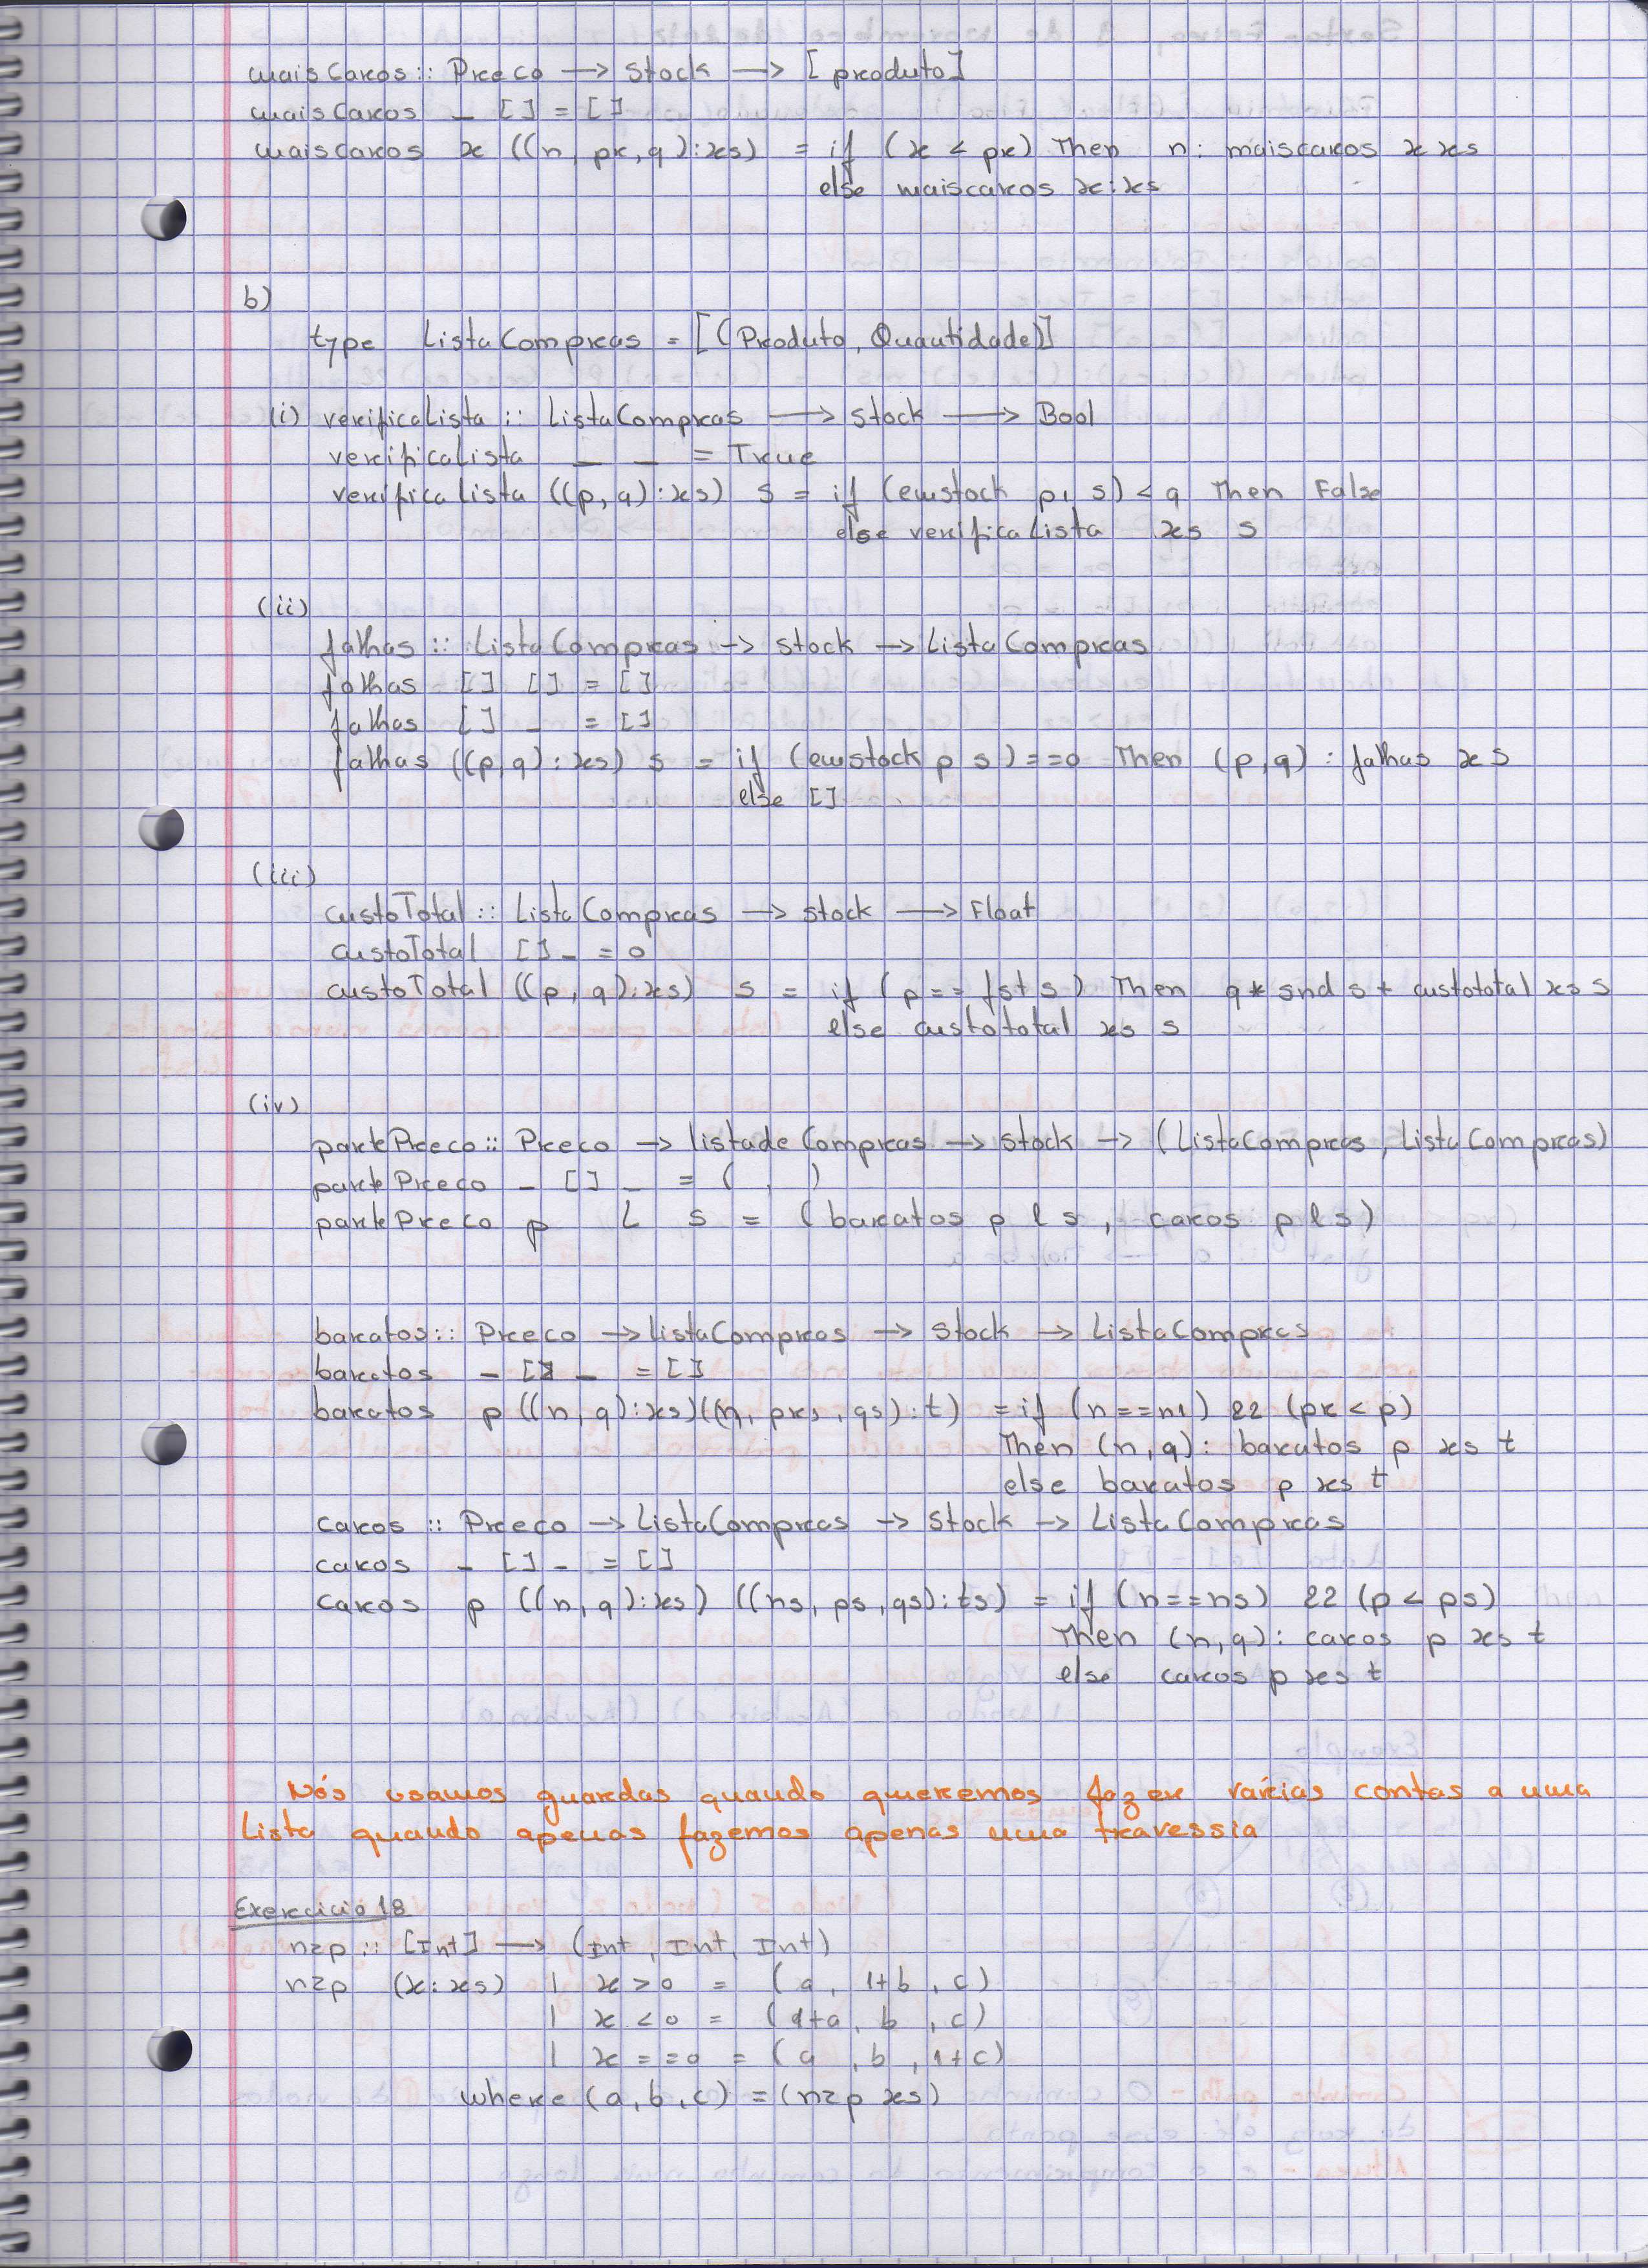 maisCaros :: Preco → Stock → [produto]
maisCaros _ [] = []
maiscaros x ((n, pr, q):xs) = if (x < pr) Then n: maiscaros x xs
else maiscaros x:xs
b)
type ListaCompras = [(Produto, Quantidade)]
(i) verificaLista :: ListaCompras → Stock → Bool
verificaLista _ _ = True
verificaLista ((p,q):xs) s = if (emstock p, s) < q Then False
else verificaLista xs s
(ii)
falhas :: ListaCompras → Stock → ListaCompras
falhas [] [] = []
falhas [] _ = []
falhas ((p,q):xs) s = if (emstock p s) ==0 Then (p,q) : falhas xs
else []
(iii)
custoTotal :: ListaCompras → Stock → Float
custoTotal [] _ = 0
custoTotal ((p,q):xs) s = if (p == fst s) Then q* snd s + custototal xs s
else custototal xs s
(iv)
partePreco :: Preco → listade Compras → Stock → (ListaCompras, ListaCompras)
partePreco _ [] _ = ( , )
partePreco p L s = (baratos p l s, caros p l s)
baratos :: Preco → ListaCompras → Stock → ListaCompras
baratos _ [] _ = []
baratos p ((n,q):xs) ((n, prs, qs):t) = if (n==n1) && (pr < p)
Then (n,q): baratos p xs t
else baratos p xs t
caros :: Preco → ListaCompras → Stock → ListaCompras
caros _ [] _ = []
caros p ((n,q):xs) ((ns, ps, qs):ts) = if (n==ns) && (p < ps)
Then (n,q): caros p xs t
else caros p xs t
Nós usamos guardas quando queremos fazer várias contas a uma
Lista quando apenas fazemos apenas uma travessia
Exercicio 18
nzp :: [Int] → (Int, Int, Int)
nzp (x:xs) | x > 0 = (a, 1+b, c)
| x < 0 = (1+a, b, c)
| x == 0 = (a, b, 1+c)
where (a,b,c) = (nzp xs)